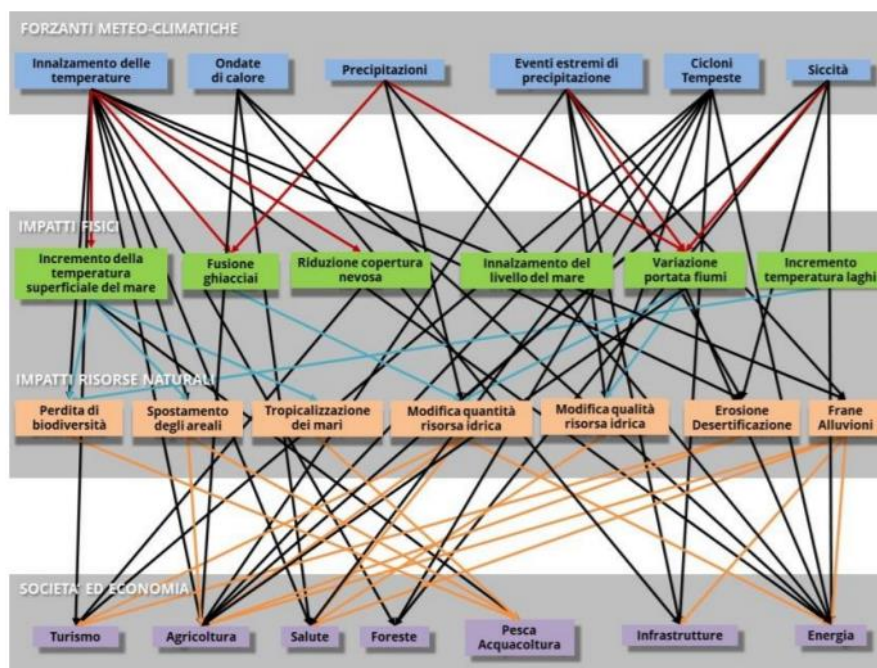 FORZANTI METEO-CLIMATICHE
Innalzamento delle
temperature
Ondate
di calore
Precipitazioni
Eventi estremi di
precipitazione
Cicloni
Tempeste
Siccità
IMPATTI FISICI
Incremento della
temperatura
superficiale del mare
Fusione
ghiacciai
Riduzione copertura
nevosa
Innalzamento del
livello del mare
Variazione
portata fiumi
Incremento
temperatura laghi
IMPATTI RISORSE NATURALI
Perdita di
biodiversità
Spostamento
degli areali
Tropicalizzazione
dei mari
Modifica quantità
risorsa idrica
Modifica qualità
risorsa idrica
Erosione
Desertificazione
Frane
Alluvioni
SOCIETA' ED ECONOMIA
Turismo
Agricoltura
Salute
Foreste
Pesca
Acquacoltura
Infrastrutture
Energia